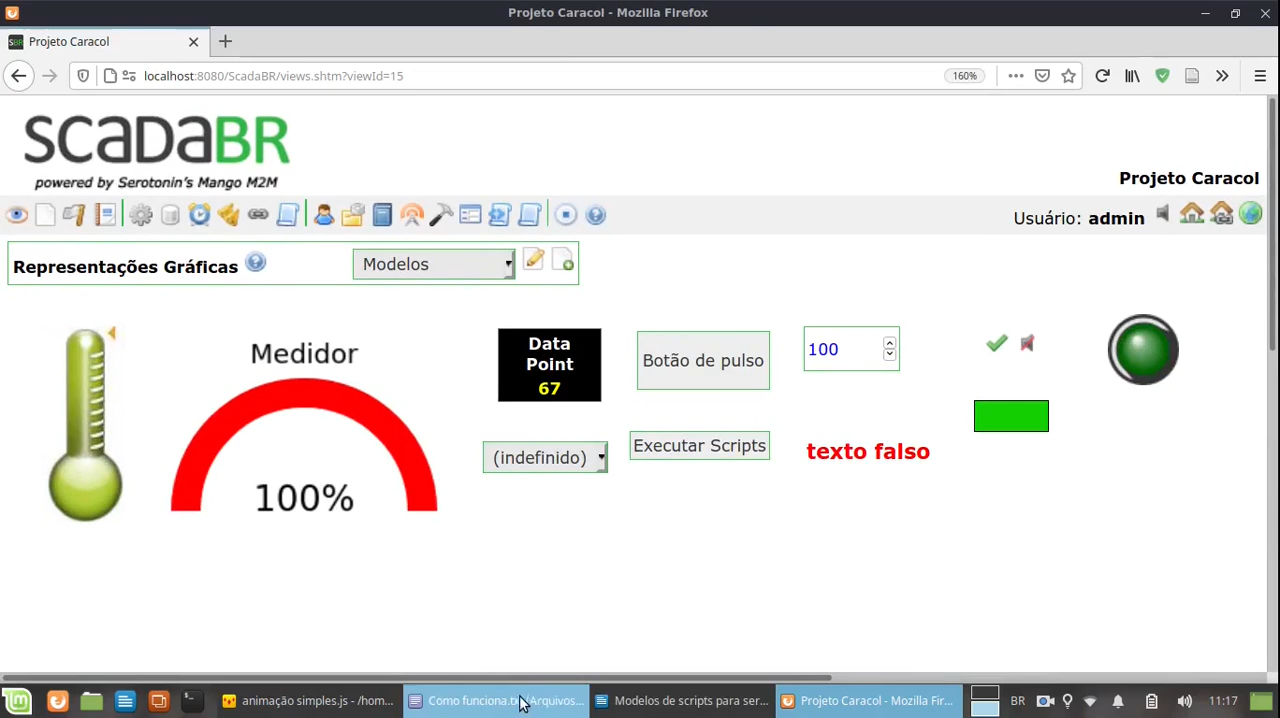 Projeto Caracol - Mozilla Firefox
SBR Projeto Caracol
localhost:8080/ScadaBR/views.shtm?viewId=15
160%
SCADABR
powered by Serotonin's Mango M2M
Projeto Caracol
Usuário: admin
Representações Gráficas
Modelos
Medidor
100%
Data
Point
67
Botão de pulso
100
(indefinido)
Executar Scripts
texto falso
animação simples.js - /hom...
Como funciona.txt (Arquivos...
Modelos de scripts para ser...
Projeto Caracol - Mozilla Fir...
BR
11:17